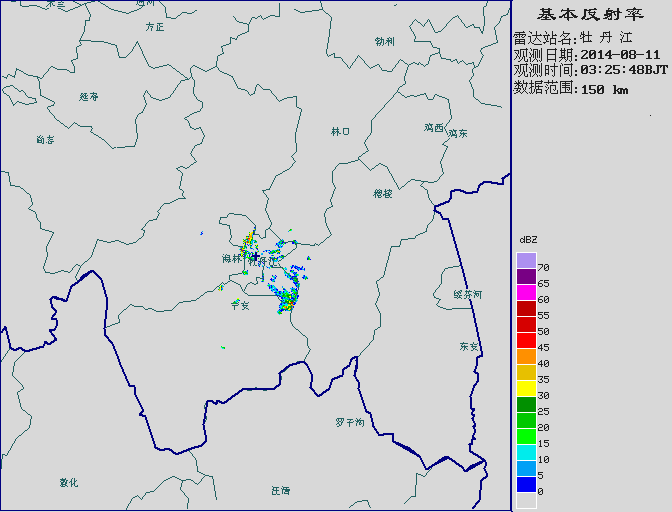 基本反射率
雷达站名:牡 丹 江
观测日期:2014-08-11
观测时间:03:25:48BJT
数据范围:150 km
方正
勃利
延寿
林口
鸡西
鸡东
尚志
穆棱
海林
牡丹江
宁安
绥芬河
东安
罗子沟
敦化
汪清
dBZ
70
65
60
55
50
45
40
35
30
25
20
15
10
5
0